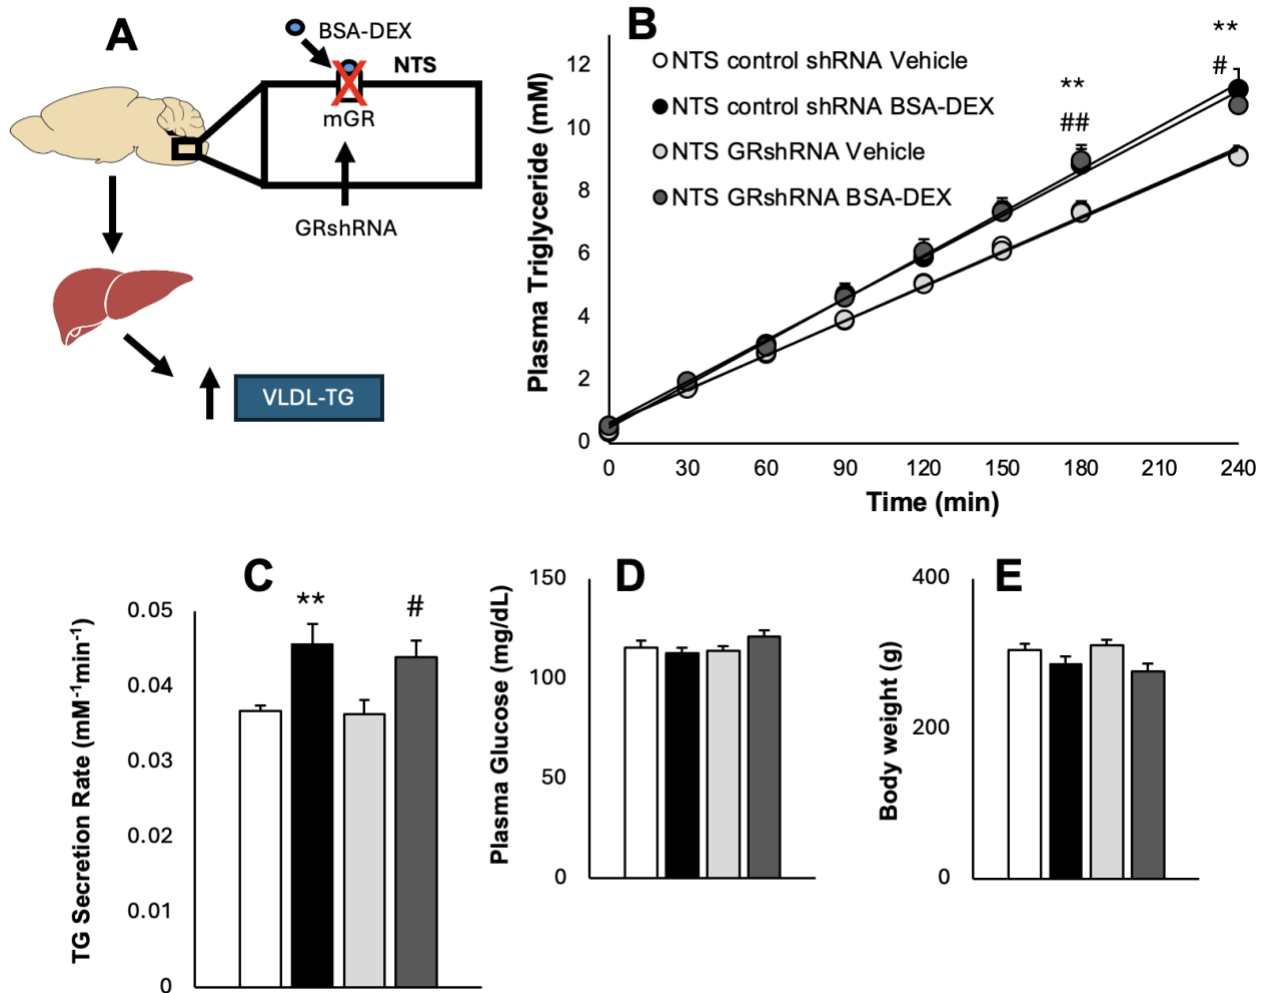 A
BSA-DEX
NTS
mGR
GRshRNA
VLDL-TG
B
NTS control shRNA Vehicle
NTS control shRNA BSA-DEX
NTS GRshRNA Vehicle
NTS GRshRNA BSA-DEX
**
#
**
##
Plasma Triglyceride (mM)
12
10
8
6
4
2
0
0 30 60 90 120 150 180 210 240
Time (min)
C
** #
TG Secretion Rate (mM⁻¹min⁻¹)
0.05
0.04
0.03
0.02
0.01
0
D
Plasma Glucose (mg/dL)
150
100
50
0
E
Body weight (g)
400
200
0